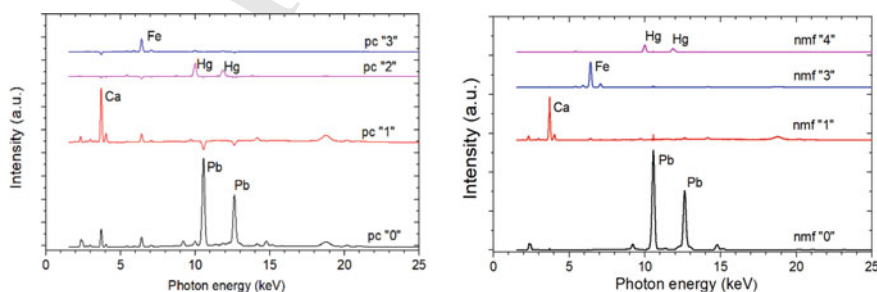 Intensity (a.u.)
Fe
pc "3"
Hg
Hg
pc "2"
Ca
pc "1"
Pb
Pb
pc "0"
0 5 10 15 20 25
Photon energy (keV)
Intensity (a.u.)
nmf "4"
Hg
Hg
Fe
nmf "3"
Ca
nmf "1"
Pb
Pb
nmf "0"
0 5 10 15 20 25
Photon energy (keV)